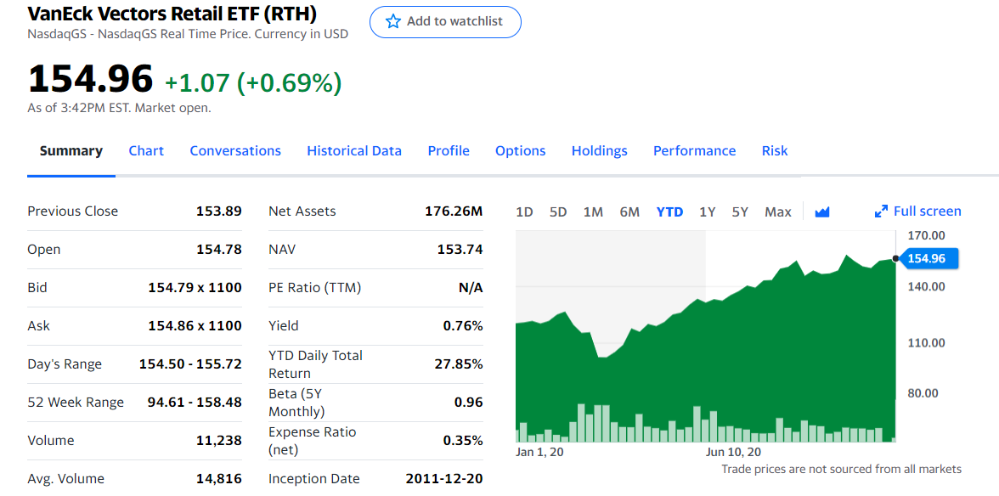 VanEck Vectors Retail ETF (RTH)
NasdaqGS - NasdaqGS Real Time Price. Currency in USD
Add to watchlist
154.96 +1.07 (+0.69%)
As of 3:42PM EST. Market open.
Summary Chart Conversations Historical Data Profile Options Holdings Performance Risk
Previous Close 153.89
Open 154.78
Bid 154.79 x 1100
Ask 154.86 x 1100
Day's Range 154.50 - 155.72
52 Week Range 94.61 - 158.48
Volume 11,238
Avg. Volume 14,816
Net Assets 176.26M
NAV 153.74
PE Ratio (TTM) N/A
Yield 0.76%
YTD Daily Total
Return 27.85%
Beta (5Y
Monthly) 0.96
Expense Ratio
(net) 0.35%
Inception Date 2011-12-20
1D 5D 1M 6M YTD 1Y 5Y Max Full screen
170.00
154.96
140.00
110.00
80.00
Jan 1, 20 Jun 10, 20
Trade prices are not sourced from all markets